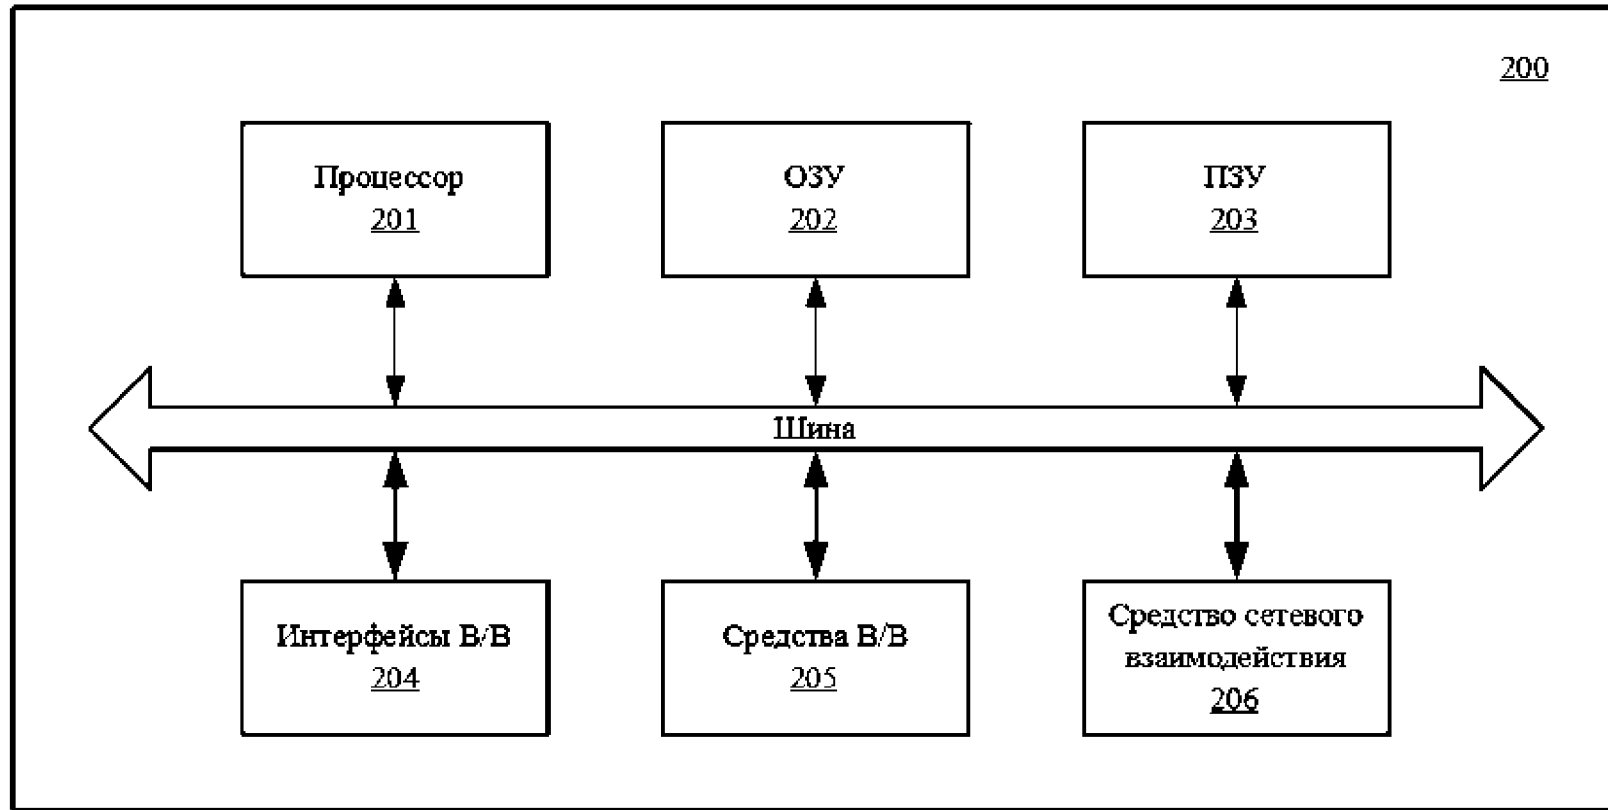 200
Процессор
201
ОЗУ
202
ПЗУ
203
Шина
Интерфейсы В/В
204
Средства В/В
205
Средство сетевого
взаимодействия
206